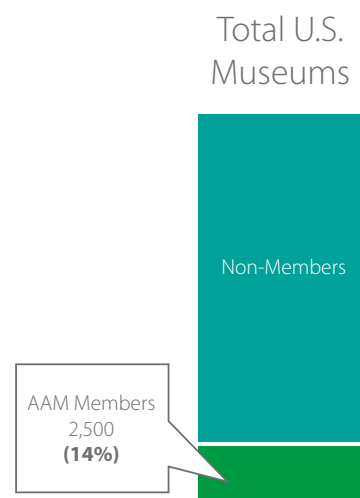 Total U.S.
Museums
Non-Members
AAM Members
2,500
(14%)